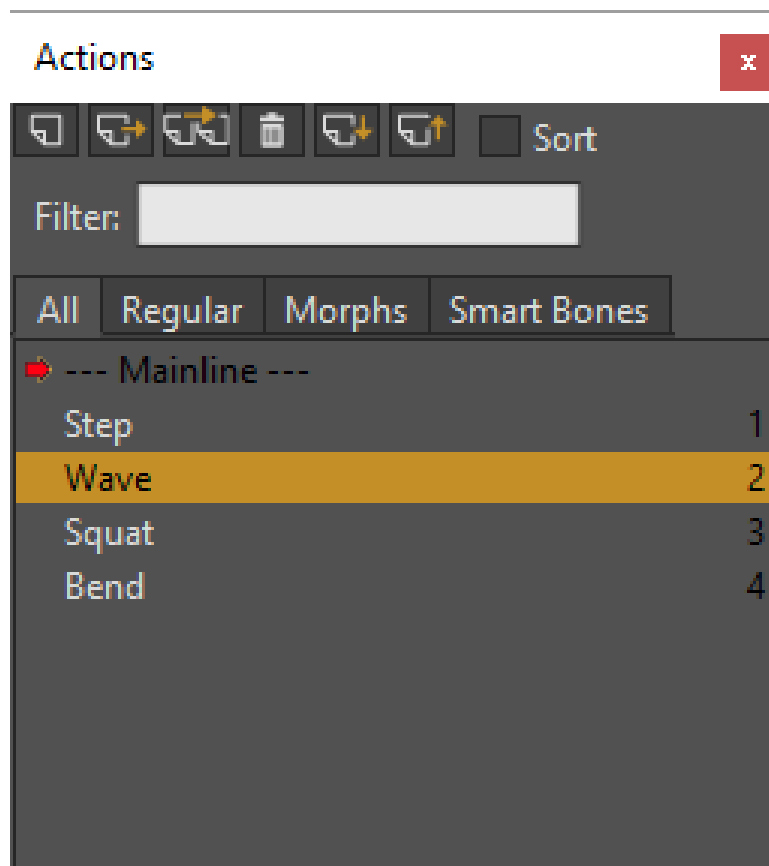 Actions x
Sort
Filter:
All Regular Morphs Smart Bones
--- Mainline ---
Step 1
Wave 2
Squat 3
Bend 4